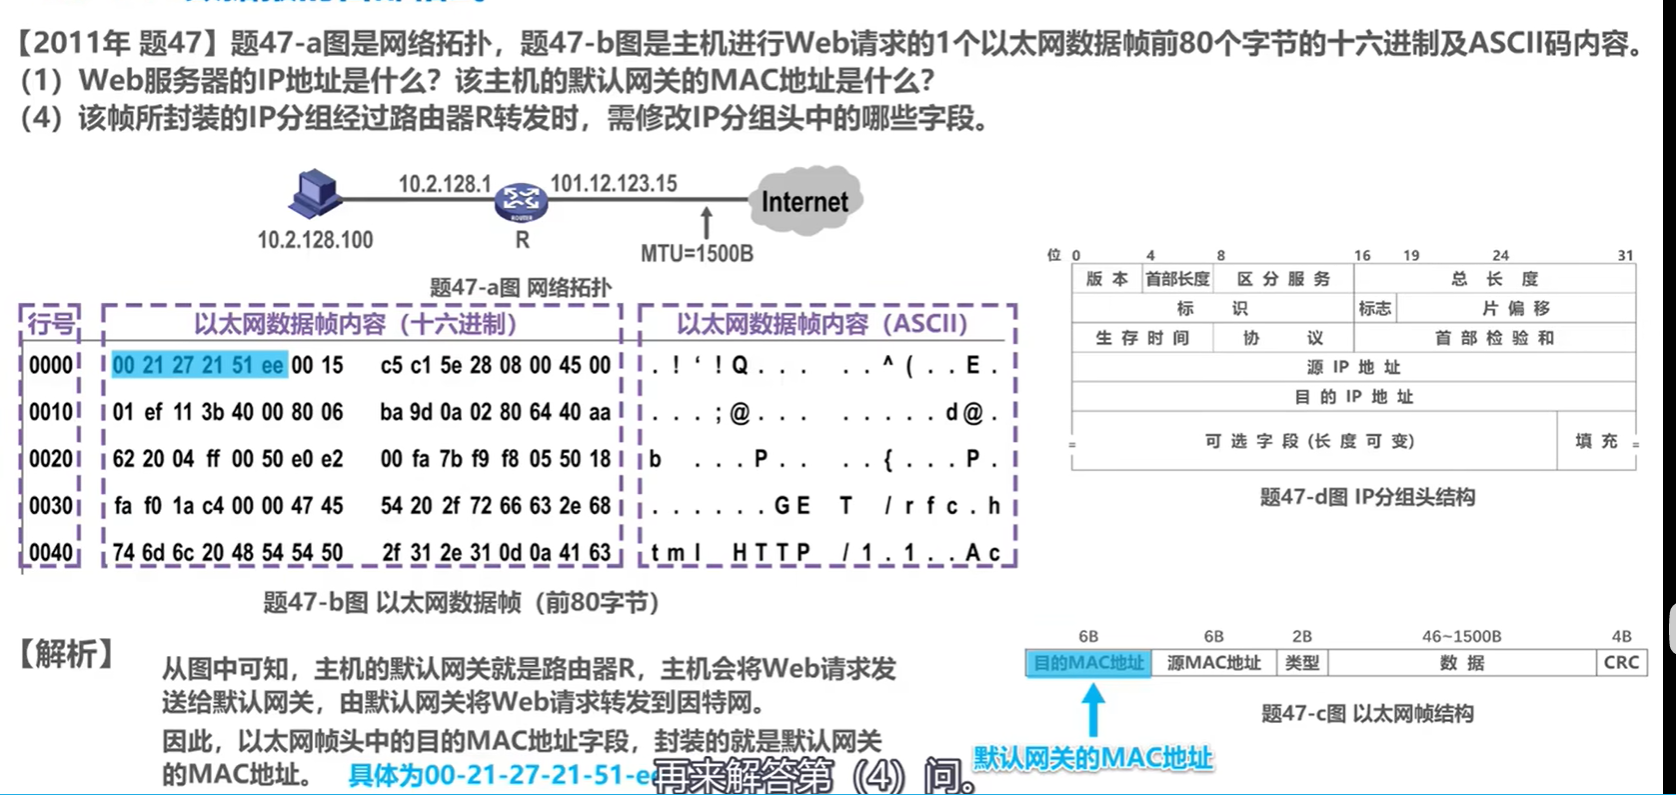 【2011年 题47】题47-a图是网络拓扑，题47-b图是主机进行Web请求的1个以太网数据帧前80个字节的十六进制及ASCII码内容。
（1）Web服务器的IP地址是什么？该主机的默认网关的MAC地址是什么？
（4）该帧所封装的IP分组经过路由器R转发时，需修改IP分组头中的哪些字段。
10.2.128.1 101.12.123.15
Internet
ROUTER
10.2.128.100 R
MTU=1500B
题47-a图 网络拓扑
行号 以太网数据帧内容（十六进制） 以太网数据帧内容（ASCII）
0000 00 21 27 21 51 ee 00 15 c5 c1 5e 28 08 00 45 00 . ! ‘ ! Q . . . . . ^ ( . . E .
0010 01 ef 11 3b 40 00 80 06 ba 9d 0a 02 80 64 40 aa . . . ; @ . . . . . . . . d @ .
0020 62 20 04 ff 00 50 e0 e2 00 fa 7b f9 f8 05 50 18 b . . . P . . . . { . . . P .
0030 fa f0 1a c4 00 00 47 45 54 20 2f 72 66 63 2e 68 . . . . . . G E T / r f c . h
0040 74 6d 6c 20 48 54 54 50 2f 31 2e 31 0d 0a 41 63 t m l H T T P / 1 . 1 . . A c
题47-b图 以太网数据帧（前80字节）
位 0 4 8 16 19 24 31
版 本 首部长度 区 分 服 务 总 长 度
标 识 标志 片 偏 移
生 存 时 间 协 议 首 部 检 验 和
源 IP 地 址
目 的 IP 地 址
可 选 字 段 (长 度 可 变) 填 充
题47-d图 IP分组头结构
【解析】
从图中可知，主机的默认网关就是路由器R，主机会将Web请求发
送给默认网关，由默认网关将Web请求转发到因特网。
因此，以太网帧头中的目的MAC地址字段，封装的就是默认网关
的MAC地址。 具体为00-21-27-21-51-ee
6B 6B 2B 46~1500B 4B
目的MAC地址 源MAC地址 类型 数 据 CRC
题47-c图 以太网帧结构
默认网关的MAC地址
再来解答第（4）问。